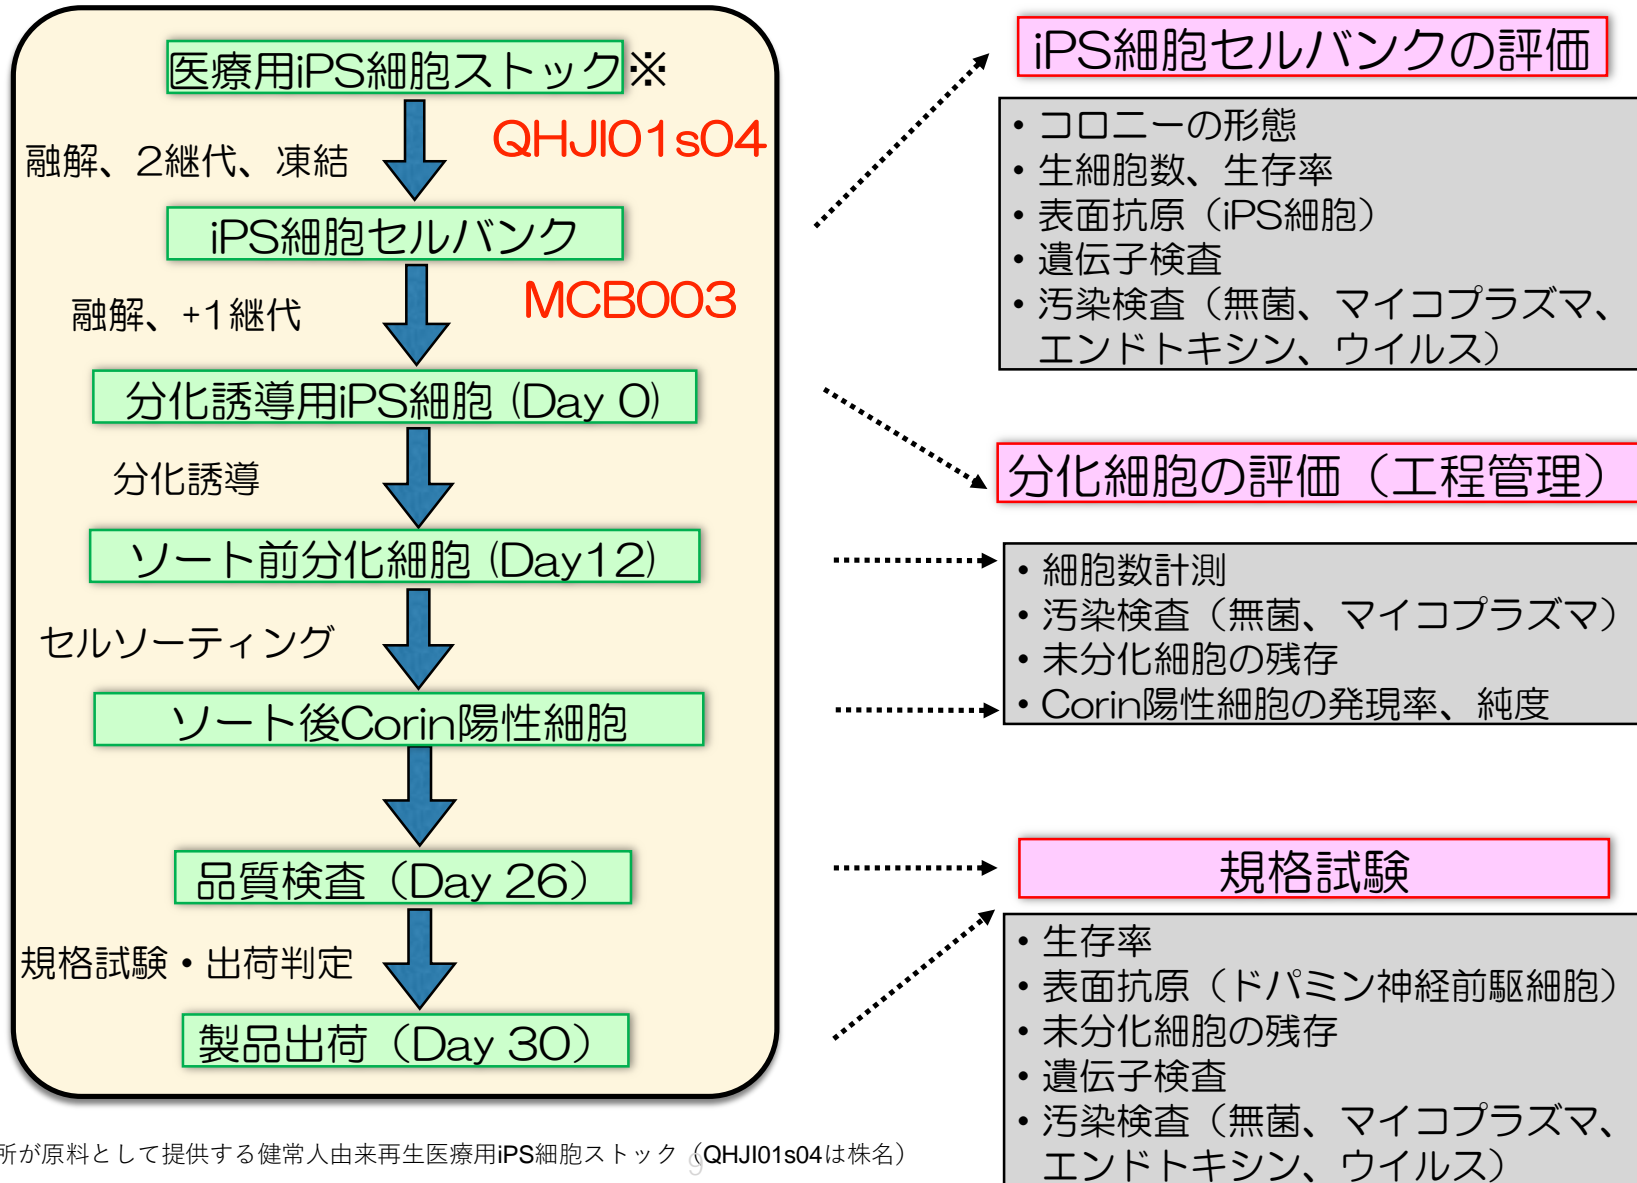 医療用iPS細胞ストック※
QHJI01s04
融解、2継代、凍結
iPS細胞セルバンク
MCB003
融解、+1継代
分化誘導用iPS細胞 (Day 0)
分化誘導
ソート前分化細胞 (Day12)
セルソーティング
ソート後Corin陽性細胞
品質検査（Day 26）
規格試験・出荷判定
製品出荷（Day 30）
iPS細胞セルバンクの評価
・コロニーの形態
・生細胞数、生存率
・表面抗原（iPS細胞）
・遺伝子検査
・汚染検査（無菌、マイコプラズマ、
エンドトキシン、ウイルス）
分化細胞の評価（工程管理）
・細胞数計測
・汚染検査（無菌、マイコプラズマ）
・未分化細胞の残存
・Corin陽性細胞の発現率、純度
規格試験
・生存率
・表面抗原（ドパミン神経前駆細胞）
・未分化細胞の残存
・遺伝子検査
・汚染検査（無菌、マイコプラズマ、
エンドトキシン、ウイルス）
所が原料として提供する健常人由来再生医療用iPS細胞ストック（QHJI01s04は株名）
9